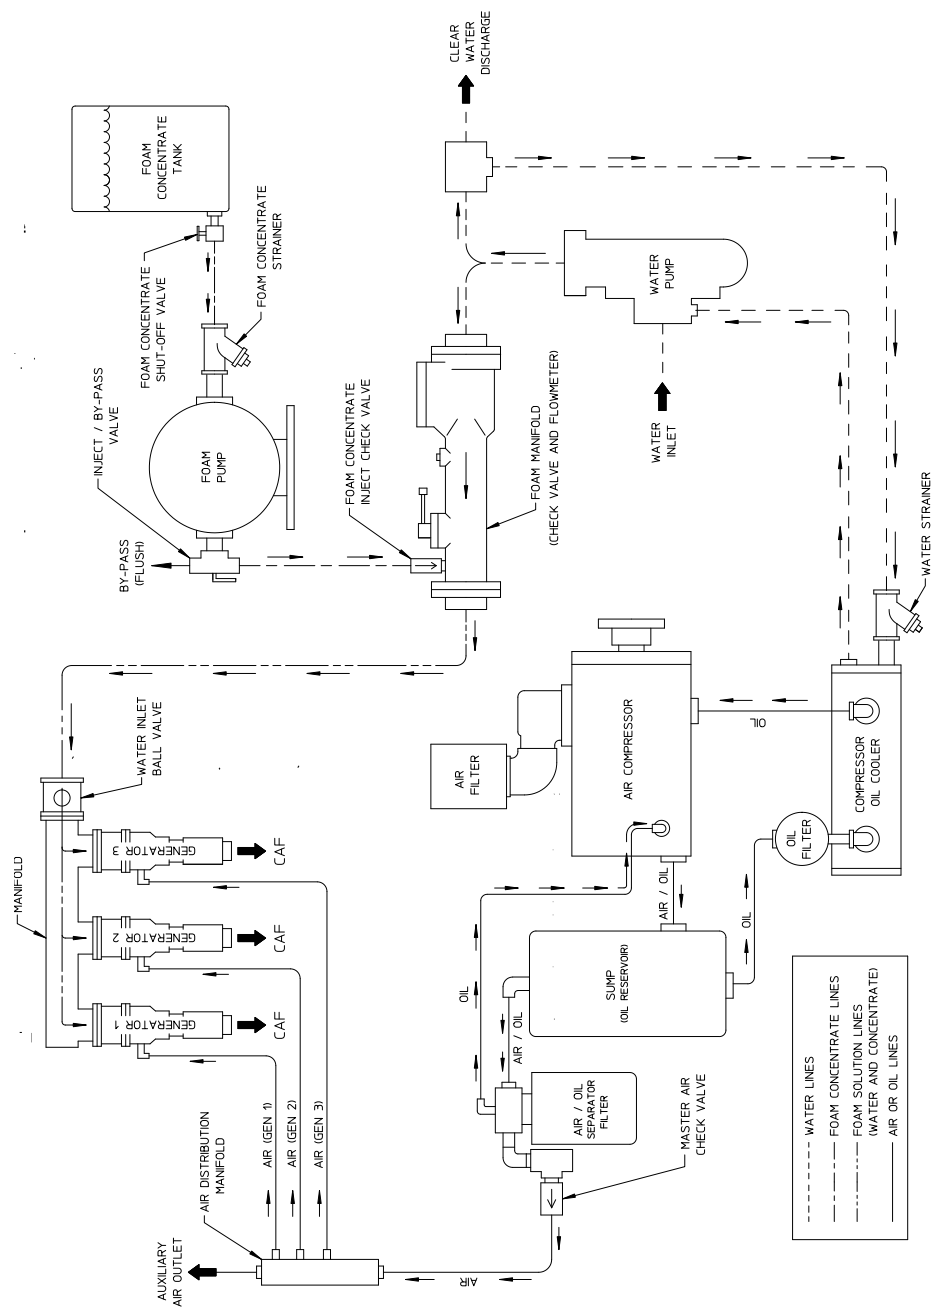 CLEAR
WATER
DISCHARGE
FOAM
CONCENTRATE
TANK
FOAM CONCENTRATE
SHUT-OFF VALVE
FOAM CONCENTRATE
STRAINER
INJECT / BY-PASS
VALVE
FOAM
PUMP
BY-PASS
(FLUSH)
FOAM CONCENTRATE
INJECT CHECK VALVE
FOAM MANIFOLD
(CHECK VALVE AND FLOWMETER)
WATER
PUMP
WATER
INLET
WATER STRAINER
WATER INLET
BALL VALVE
MANIFOLD
GENERATOR 3
CAF
GENERATOR 2
CAF
GENERATOR 1
CAF
AIR
FILTER
AIR COMPRESSOR
OIL
COMPRESSOR
OIL COOLER
OIL
FILTER
AIR / OIL
OIL
SUMP
(OIL RESERVOIR)
OIL
AIR / OIL
AIR / OIL
SEPARATOR
FILTER
MASTER AIR
CHECK VALVE
AIR DISTRIBUTION
MANIFOLD
AIR (GEN 1)
AIR (GEN 2)
AIR (GEN 3)
AUXILIARY
AIR OUTLET
AIR
WATER LINES
FOAM CONCENTRATE LINES
FOAM SOLUTION LINES
(WATER AND CONCENTRATE)
AIR OR OIL LINES